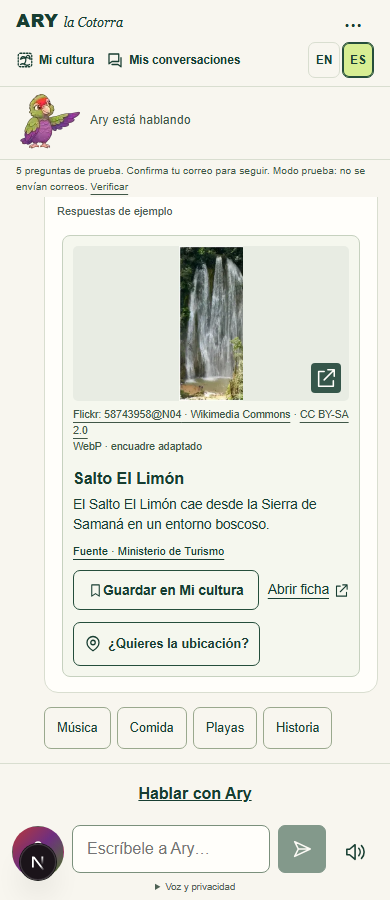 ARY la Cotorra
...
Mi cultura
Mis conversaciones
EN
ES
Ary está hablando
5 preguntas de prueba. Confirma tu correo para seguir. Modo prueba: no se
envían correos. Verificar
Respuestas de ejemplo
Flickr: 58743958@N04 · Wikimedia Commons · CC BY-SA
2.0
WebP · encuadre adaptado
Salto El Limón
El Salto El Limón cae desde la Sierra de
Samaná en un entorno boscoso.
Fuente · Ministerio de Turismo
Guardar en Mi cultura
Abrir ficha
¿Quieres la ubicación?
Música
Comida
Playas
Historia
Hablar con Ary
N
Escríbele a Ary…
Voz y privacidad